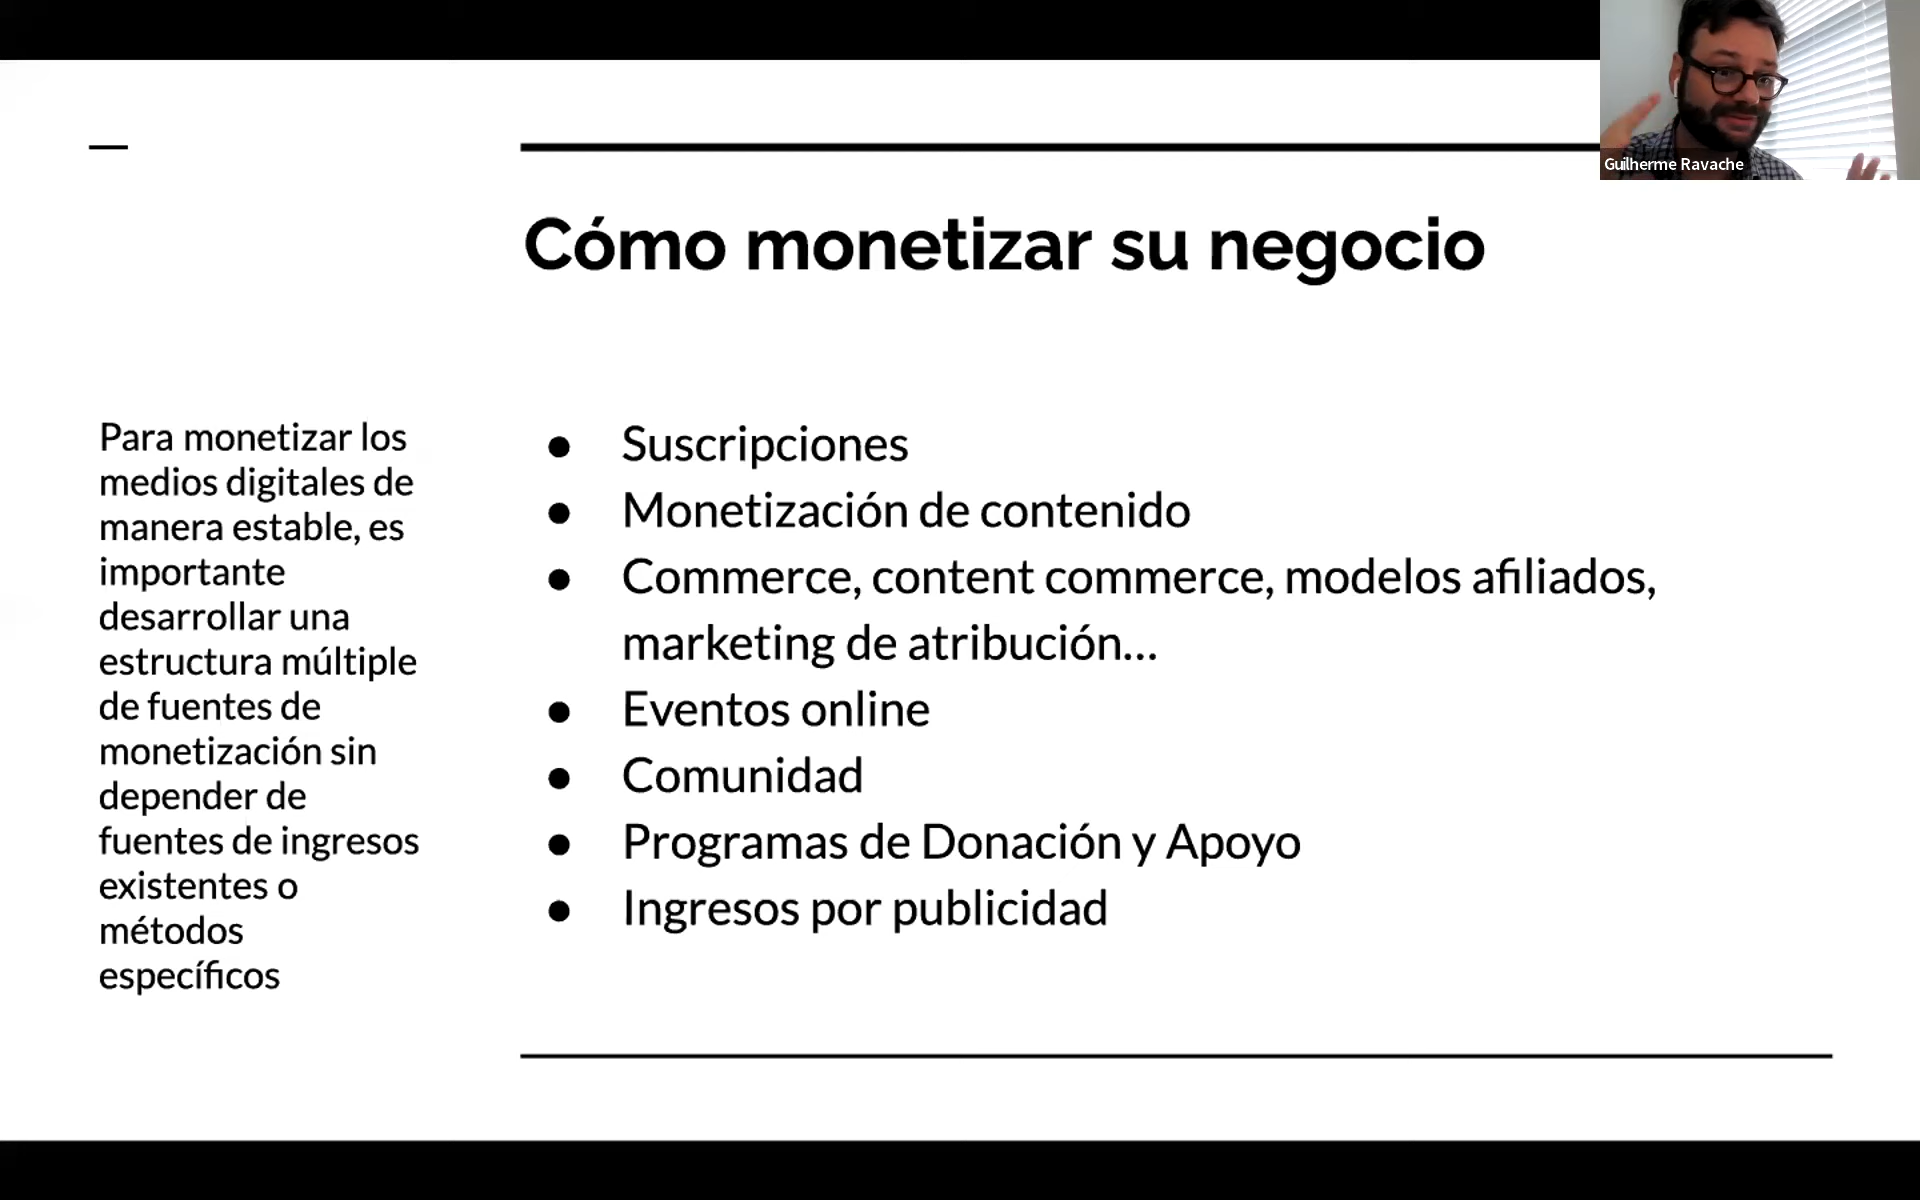 Guilherme Ravache
Cómo monetizar su negocio
Para monetizar los
medios digitales de
manera estable, es
importante
desarrollar una
estructura múltiple
de fuentes de
monetización sin
depender de
fuentes de ingresos
existentes o
métodos
específicos
● Suscripciones
● Monetización de contenido
● Commerce, content commerce, modelos afiliados,
marketing de atribución...
● Eventos online
● Comunidad
● Programas de Donación y Apoyo
● Ingresos por publicidad